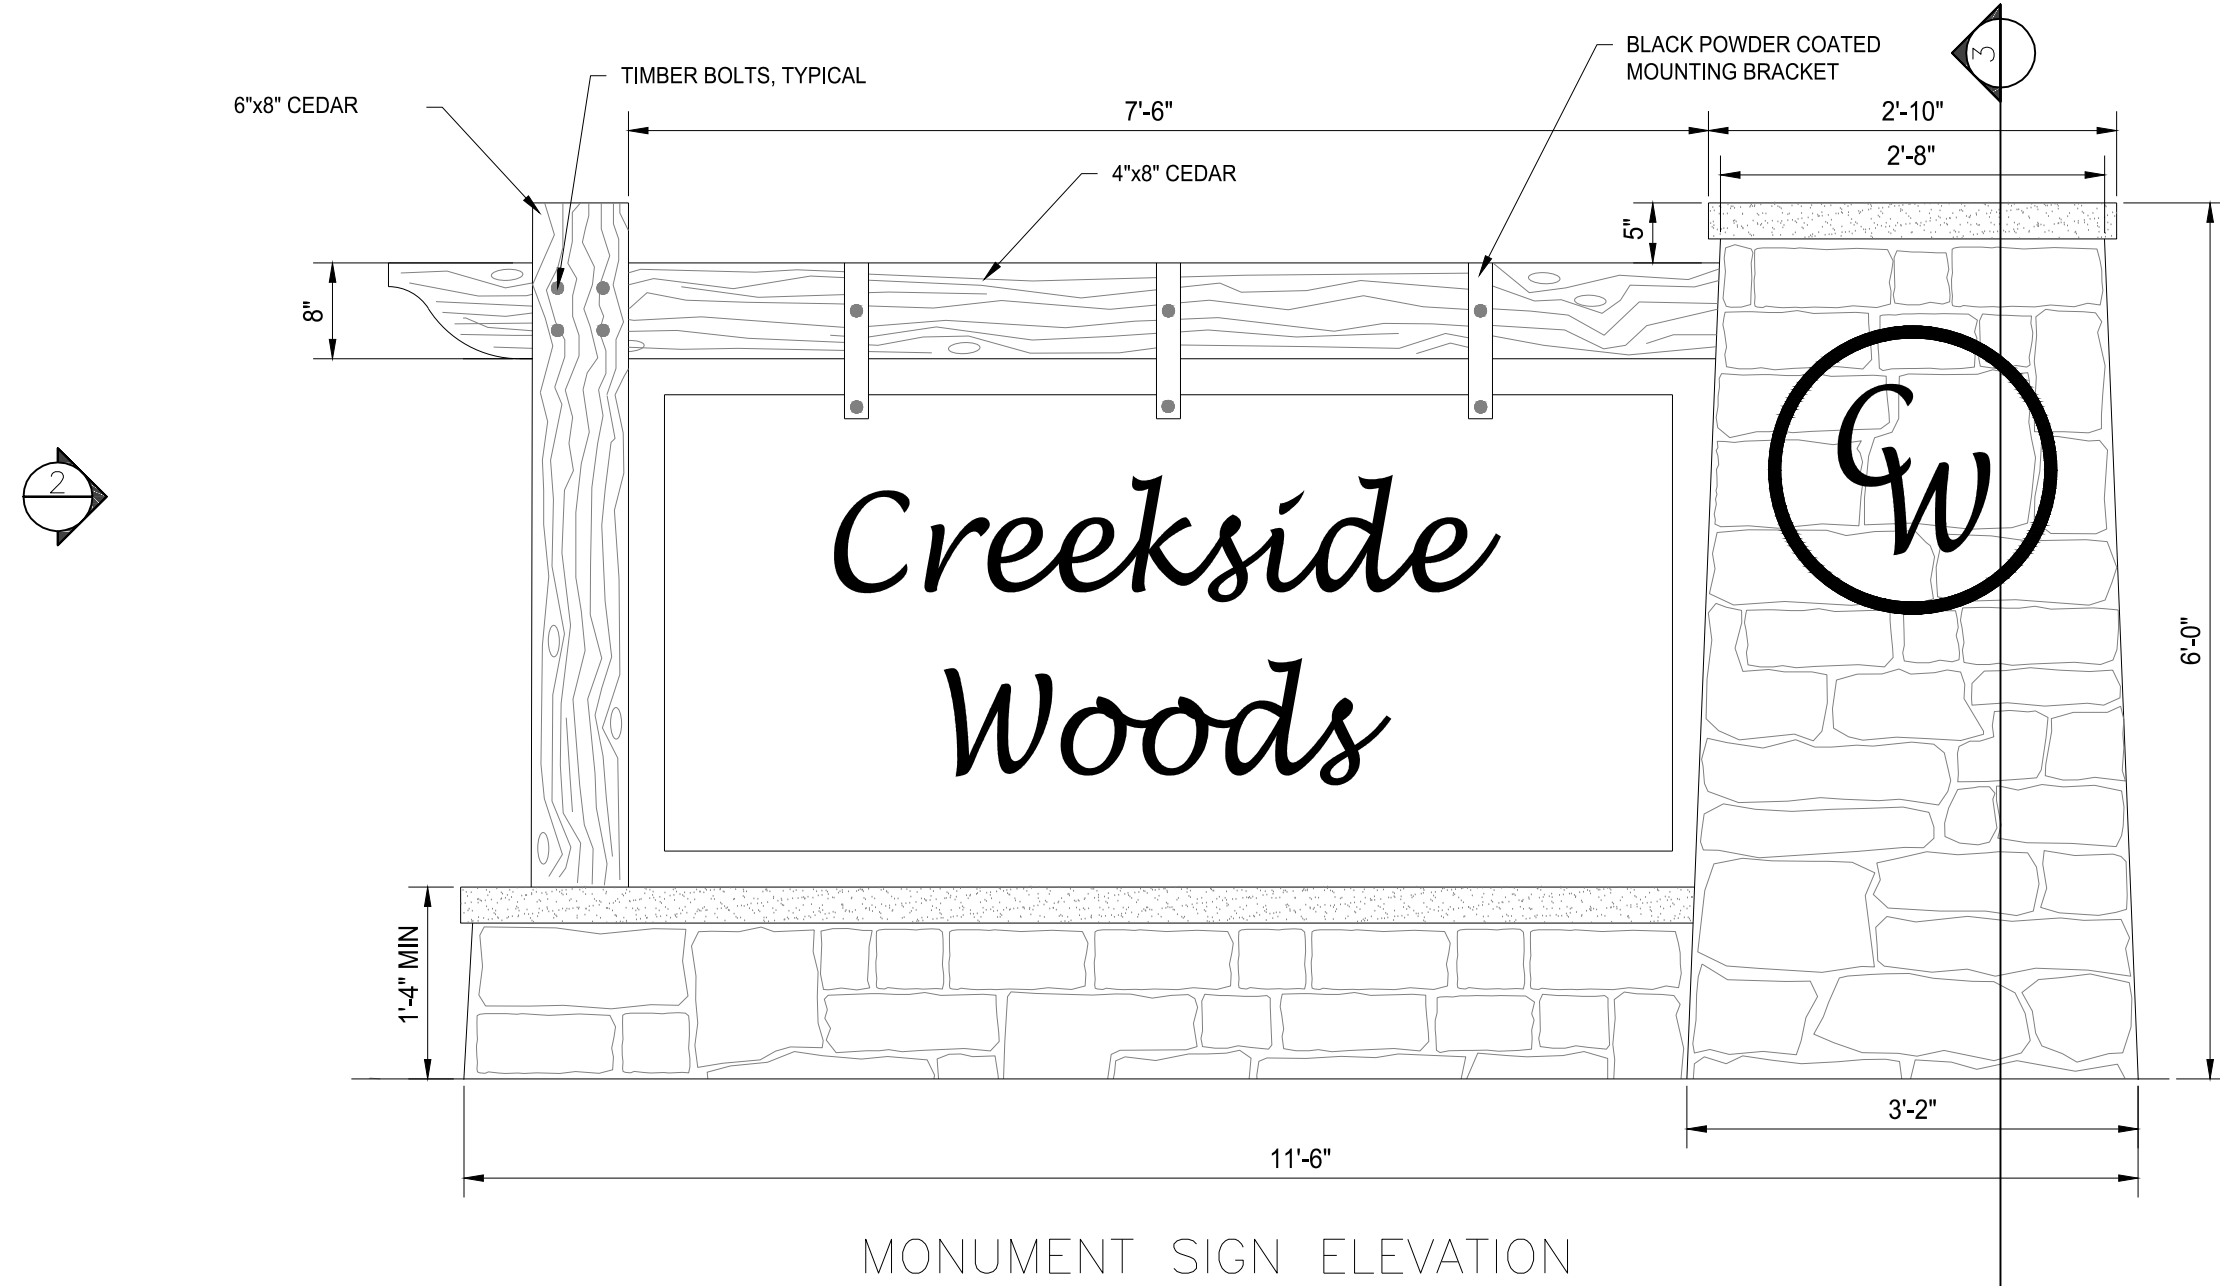 BLACK POWDER COATED
MOUNTING BRACKET
3
TIMBER BOLTS, TYPICAL
6"x8" CEDAR
7'-6"
2'-10"
2'-8"
4"x8" CEDAR
5"
8"
CW
2
Creekside
Woods
6'-0"
1'-4" MIN
3'-2"
11'-6"
MONUMENT SIGN ELEVATION